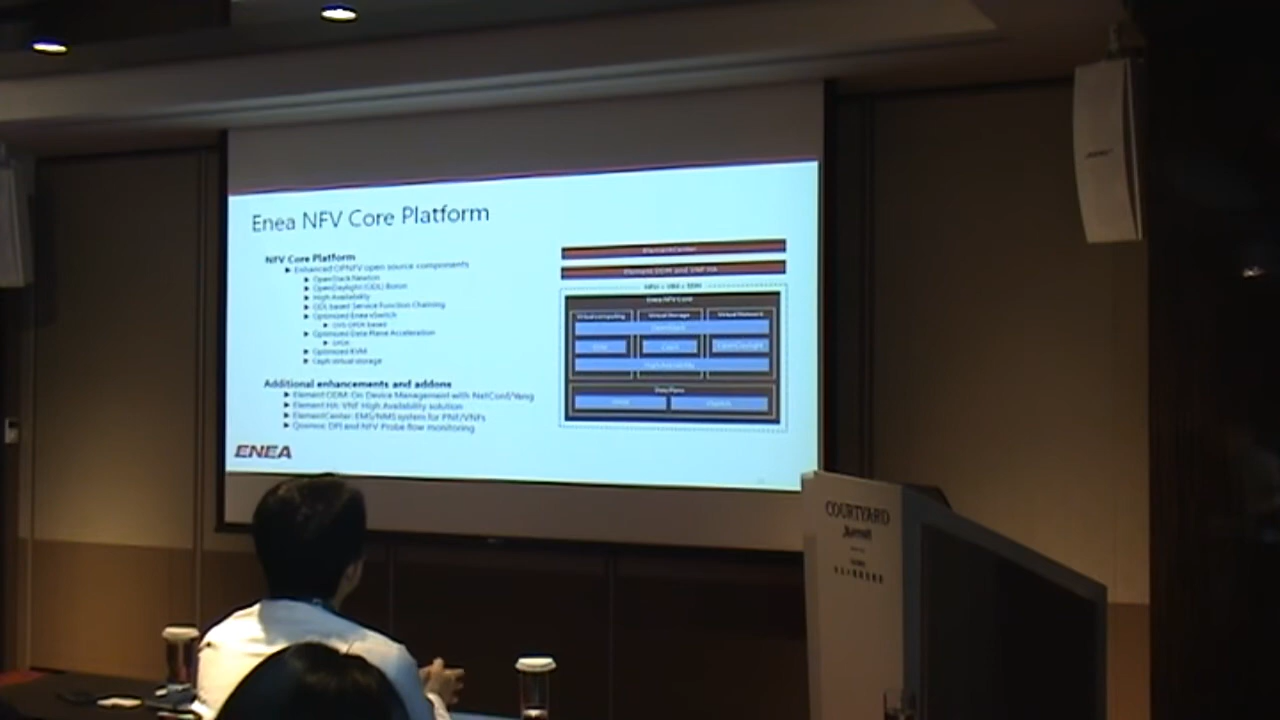 Enea NFV Core Platform
NFV Core Platform
Enhanced OPNFV open source components
OpenStack Newton
OpenDaylight (ODL) Boron
High Availability
ODL based Service Function Chaining
Optimized Enea vSwitch
OVS-DPDK based
Optimized Data Plane Acceleration
DPDK
Optimized KVM
Ceph virtual storage
Additional enhancements and addons
Element ODM: On Device Management with NetConf/Yang
Element HA: VNF High Availability solution
ElementCenter: EMS/NMS system for PNF/VNFs
Qosmos: DPI and NFV Probe flow monitoring
ENEA
ElementCenter
Element ODM and VNF HA
Enea NFV Core
Virtual Computing
Virtual Storage
Virtual Network
OpenStack
KVM
Ceph
OpenDaylight
High Availability
Data Plane
COURTYARD
Marriott